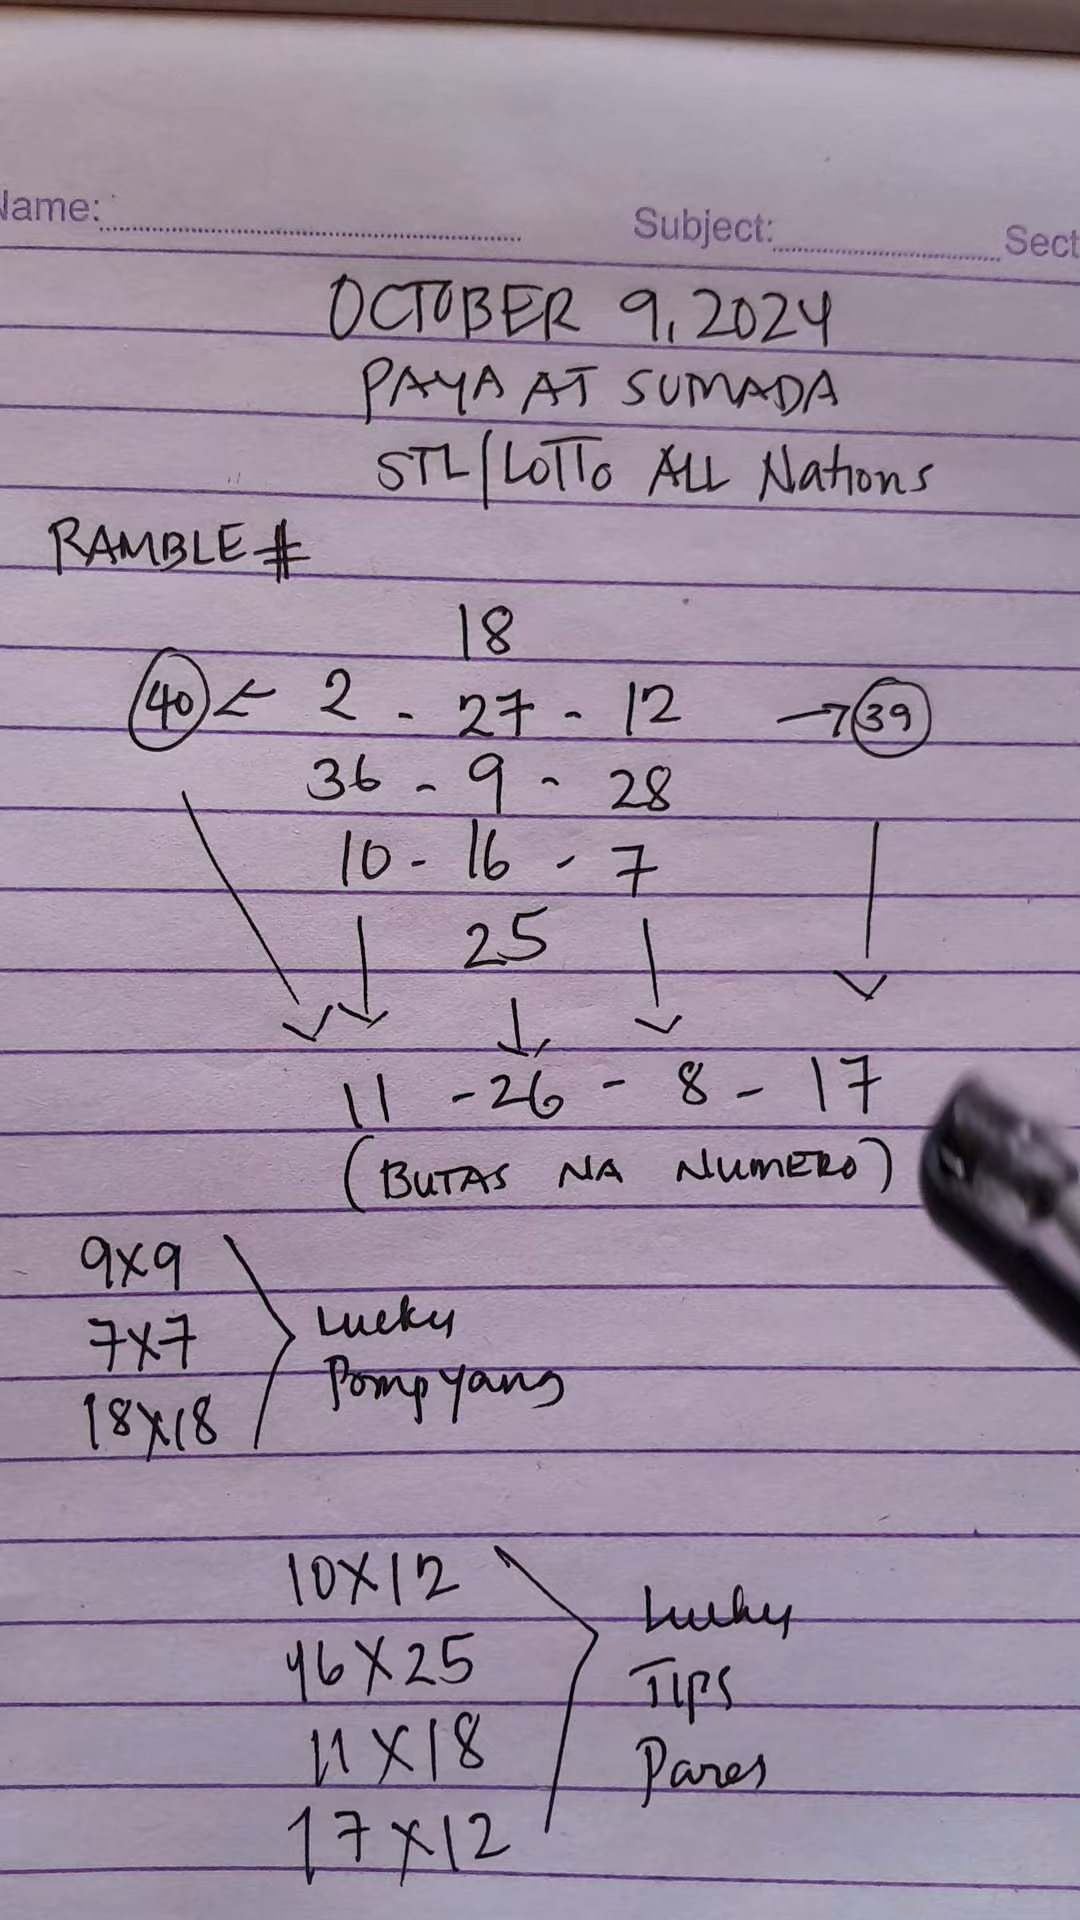 Name: Subject: Sect
OCTOBER 9, 2024
PAYA AT SUMADA
STL/LOTTO ALL Nations
RAMBLE #
18
40 ← 2 - 27 - 12 → 39
36 - 9 - 28
10 - 16 - 7
25
11 - 26 - 8 - 17
(BUTAS NA NUMERO)
9X9
7X7 Lucky
18X18 Pompyang
10X12 Lucky
16X25 Tips
11X18 Pares
17X12